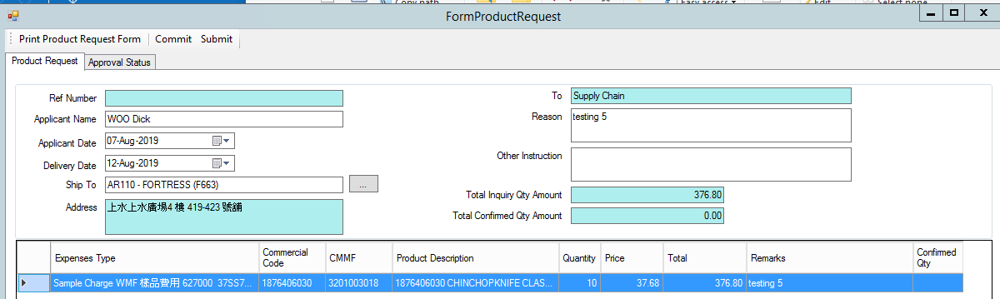 Copy path
Easy access
Edit
Select none
FormProductRequest
Print Product Request Form Commit Submit
Product Request Approval Status
Ref Number
To Supply Chain
Applicant Name WOO Dick
Reason testing 5
Applicant Date 07-Aug-2019
Other Instruction
Delivery Date 12-Aug-2019
Ship To AR110 - FORTRESS (F663) ...
Total Inquiry Qty Amount 376.80
Address 上水上水廣場4 樓 419-423 號舖
Total Confirmed Qty Amount 0.00
Expenses Type Commercial Code CMMF Product Description Quantity Price Total Remarks Confirmed Qty
Sample Charge WMF 樣品費用 627000 37SS7... 1876406030 3201003018 1876406030 CHINCHOPKNIFE CLAS... 10 37.68 376.80 testing 5